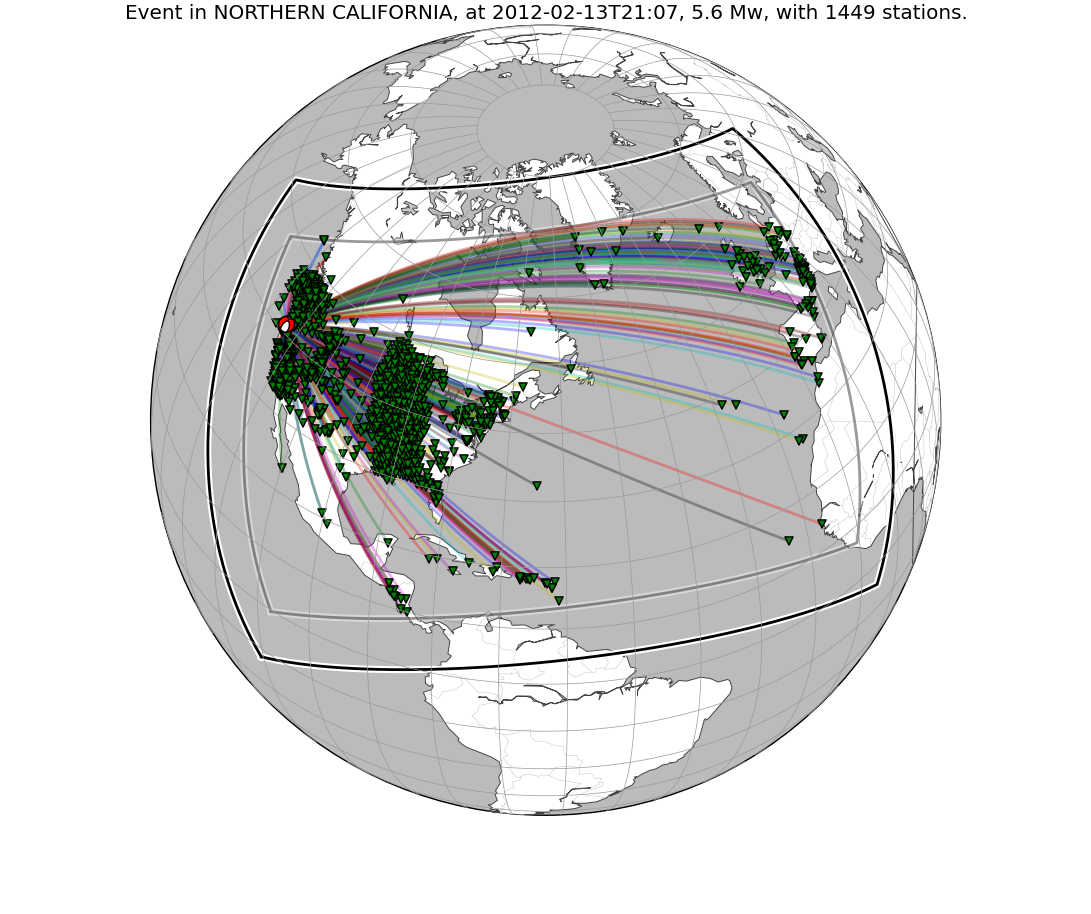 Event in NORTHERN CALIFORNIA, at 2012-02-13T21:07, 5.6 Mw, with 1449 stations.